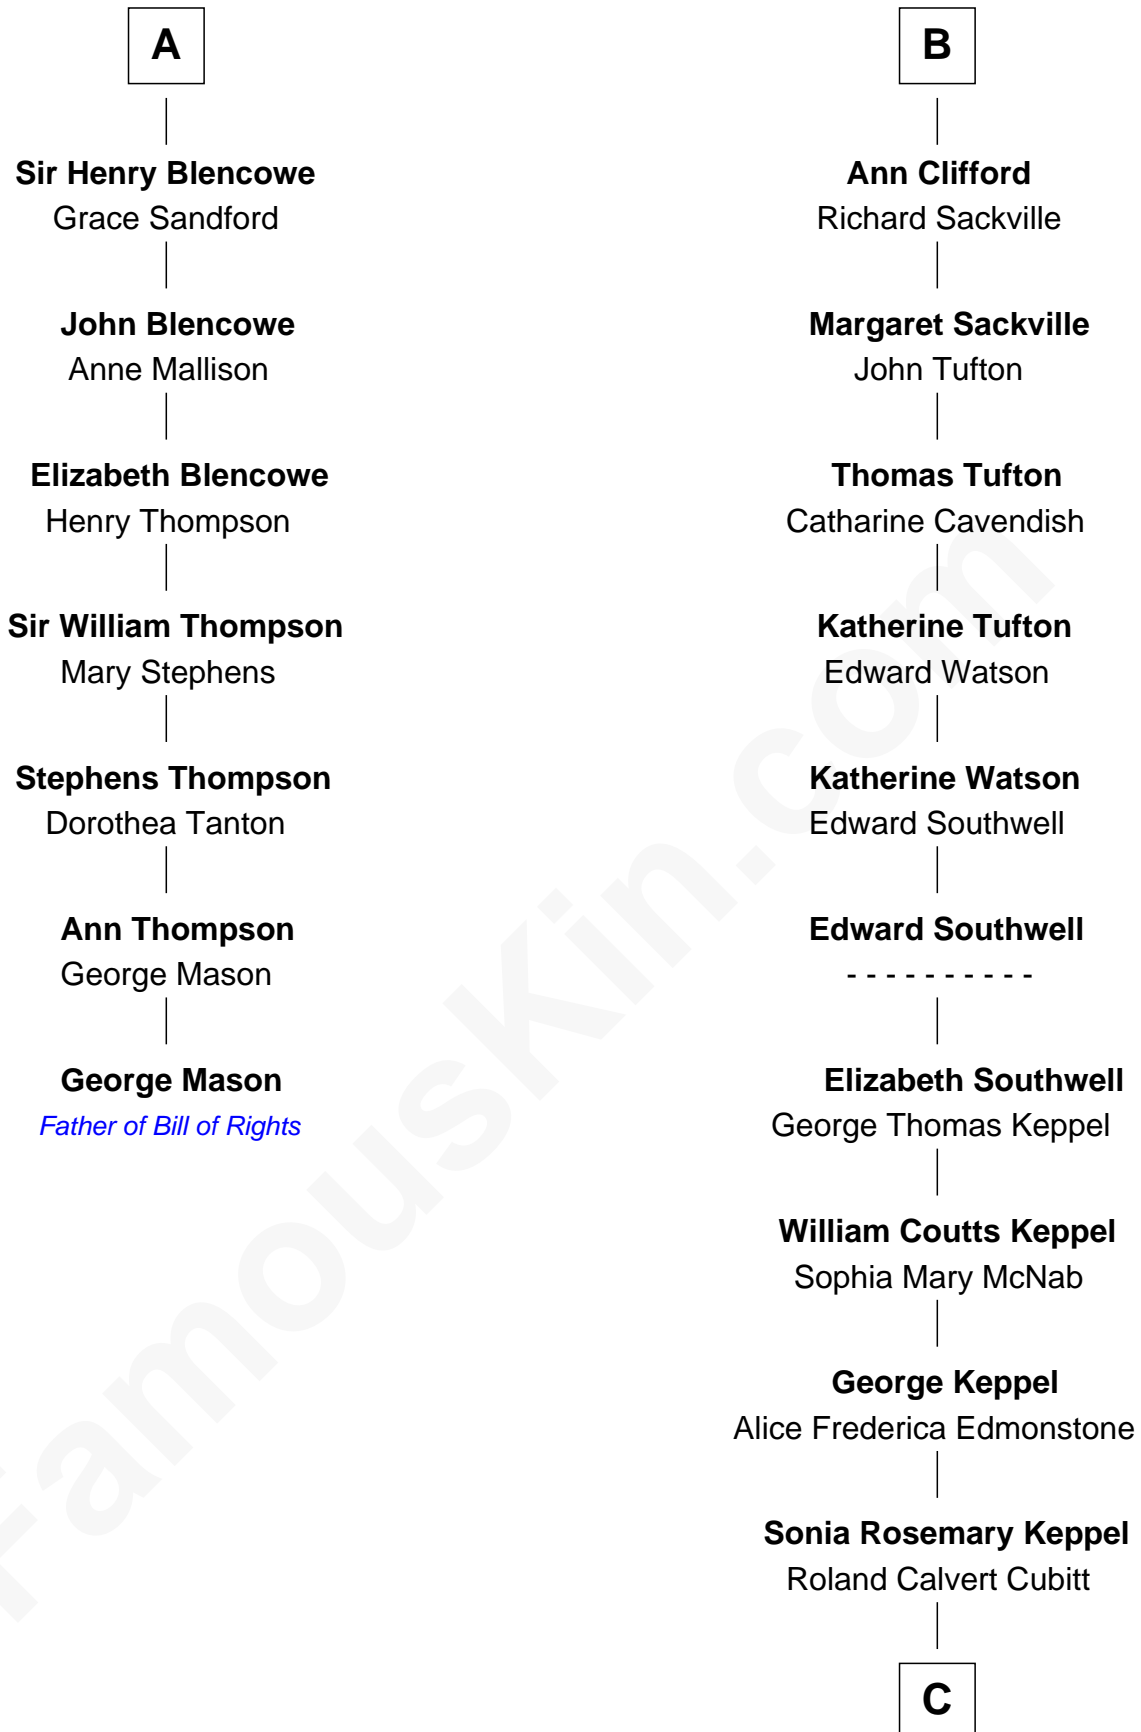 A
Sir Henry Blencowe
Grace Sandford
John Blencowe
Anne Mallison
Elizabeth Blencowe
Henry Thompson
Sir William Thompson
Mary Stephens
Stephens Thompson
Dorothea Tanton
Ann Thompson
George Mason
George Mason
Father of Bill of Rights
B
Ann Clifford
Richard Sackville
Margaret Sackville
John Tufton
Thomas Tufton
Catharine Cavendish
Katherine Tufton
Edward Watson
Katherine Watson
Edward Southwell
Edward Southwell
- - - - - - - - - -
Elizabeth Southwell
George Thomas Keppel
William Coutts Keppel
Sophia Mary McNab
George Keppel
Alice Frederica Edmonstone
Sonia Rosemary Keppel
Roland Calvert Cubitt
C
FamousKin.com